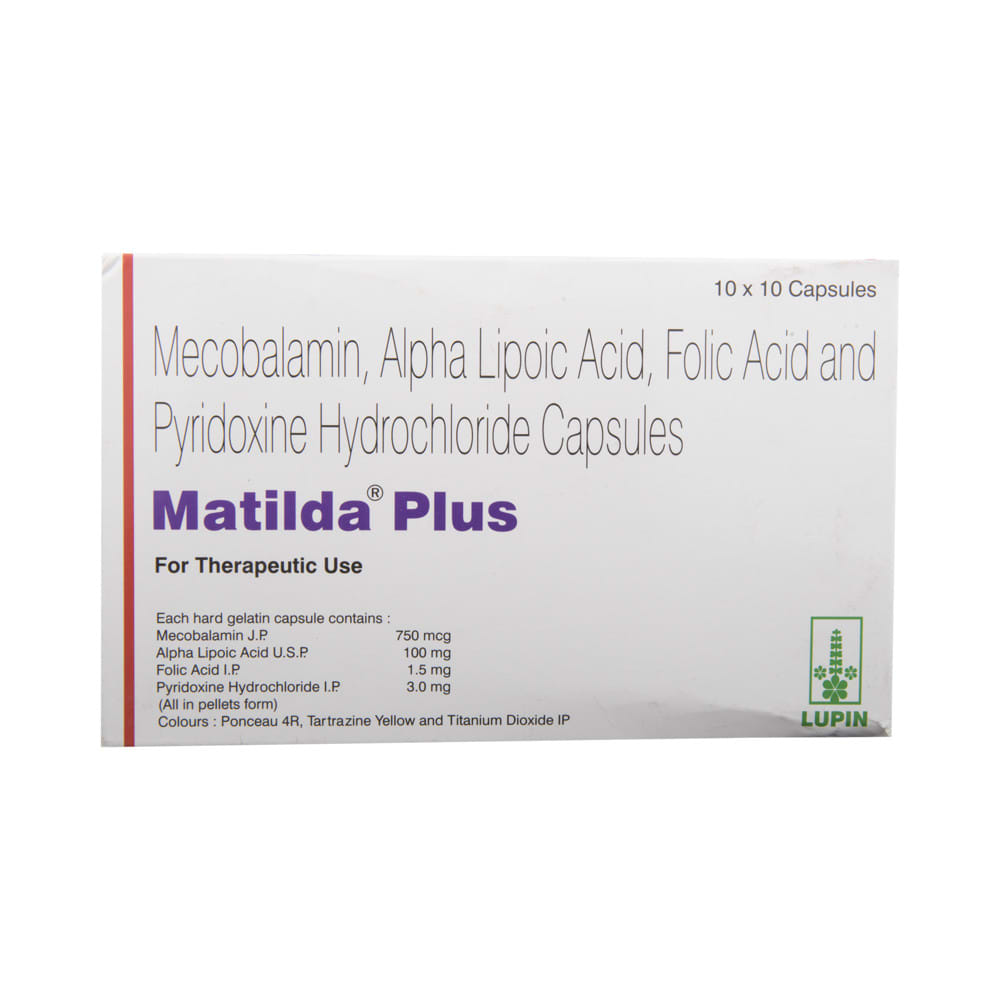 10 x 10 Capsules
Mecobalamin, Alpha Lipoic Acid, Folic Acid and
Pyridoxine Hydrochloride Capsules
Matilda® Plus
For Therapeutic Use
Each hard gelatin capsule contains :
Mecobalamin J.P. 750 mcg
Alpha Lipoic Acid U.S.P. 100 mg
Folic Acid I.P. 1.5 mg
Pyridoxine Hydrochloride I.P. 3.0 mg
(All in pellets form)
Colours : Ponceau 4R, Tartrazine Yellow and Titanium Dioxide IP
LUPIN